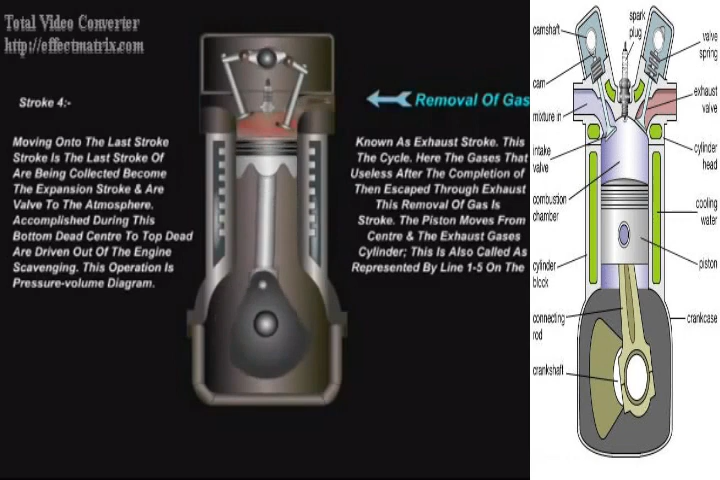 Total Video Converter
http://effectmatrix.com
Stroke 4:-
Removal Of Gas
Moving Onto The Last Stroke Known As Exhaust Stroke. This
Stroke Is The Last Stroke Of The Cycle. Here The Gases That
Are Being Collected Become Useless After The Completion of
The Expansion Stroke & Are Then Escaped Through Exhaust
Valve To The Atmosphere. This Removal Of Gas Is
Accomplished During This Stroke. The Piston Moves From
Bottom Dead Centre To Top Dead Centre & The Exhaust Gases
Are Driven Out Of The Engine Cylinder; This Is Also Called As
Scavenging. This Operation Is Represented By Line 1-5 On The
Pressure-volume Diagram.
camshaft
spark
plug
valve
spring
cam
exhaust
valve
mixture in
intake
valve
cylinder
head
combustion
chamber
cooling
water
piston
cylinder
block
connecting
rod
crankcase
crankshaft